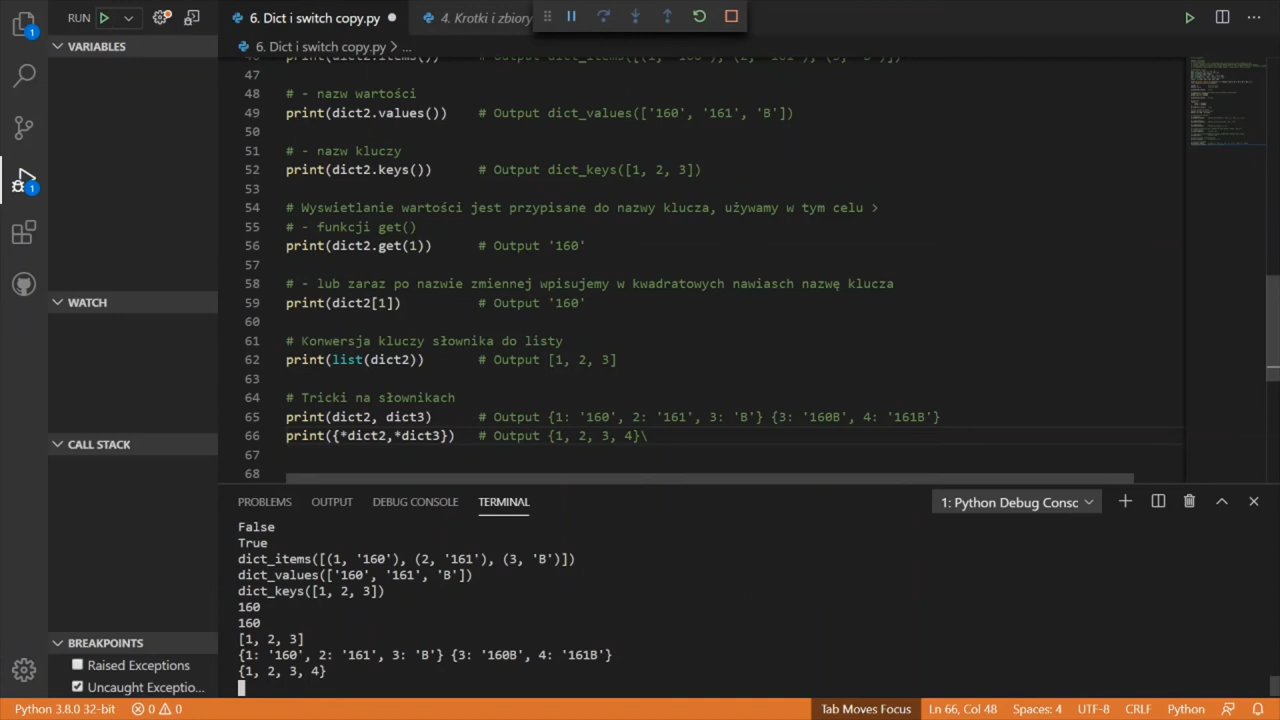 RUN
6. Dict i switch copy.py
4. Krotki i zbiory
1
VARIABLES
6. Dict i switch copy.py > ...
47
48 # - nazw wartości
49 print(dict2.values()) # Output dict_values(['160', '161', 'B'])
50
51 # - nazw kluczy
52 print(dict2.keys()) # Output dict_keys([1, 2, 3])
53
54 # Wyswietlanie wartości jest przypisane do nazwy klucza, używamy w tym celu >
55 # - funkcji get()
56 print(dict2.get(1)) # Output '160'
57
58 # - lub zaraz po nazwie zmiennej wpisujemy w kwadratowych nawiasch nazwę klucza
59 print(dict2[1]) # Output '160'
60
61 # Konwersja kluczy słownika do listy
62 print(list(dict2)) # Output [1, 2, 3]
63
64 # Tricki na słownikach
65 print(dict2, dict3) # Output {1: '160', 2: '161', 3: 'B'} {3: '160B', 4: '161B'}
66 print({*dict2,*dict3}) # Output {1, 2, 3, 4}\
67
68
1
WATCH
CALL STACK
BREAKPOINTS
Raised Exceptions
Uncaught Exceptio...
PROBLEMS OUTPUT DEBUG CONSOLE TERMINAL
1: Python Debug Consc
False
True
dict_items([(1, '160'), (2, '161'), (3, 'B')])
dict_values(['160', '161', 'B'])
dict_keys([1, 2, 3])
160
160
[1, 2, 3]
{1: '160', 2: '161', 3: 'B'} {3: '160B', 4: '161B'}
{1, 2, 3, 4}
Python 3.8.0 32-bit 0 0 Tab Moves Focus Ln 66, Col 48 Spaces: 4 UTF-8 CRLF Python